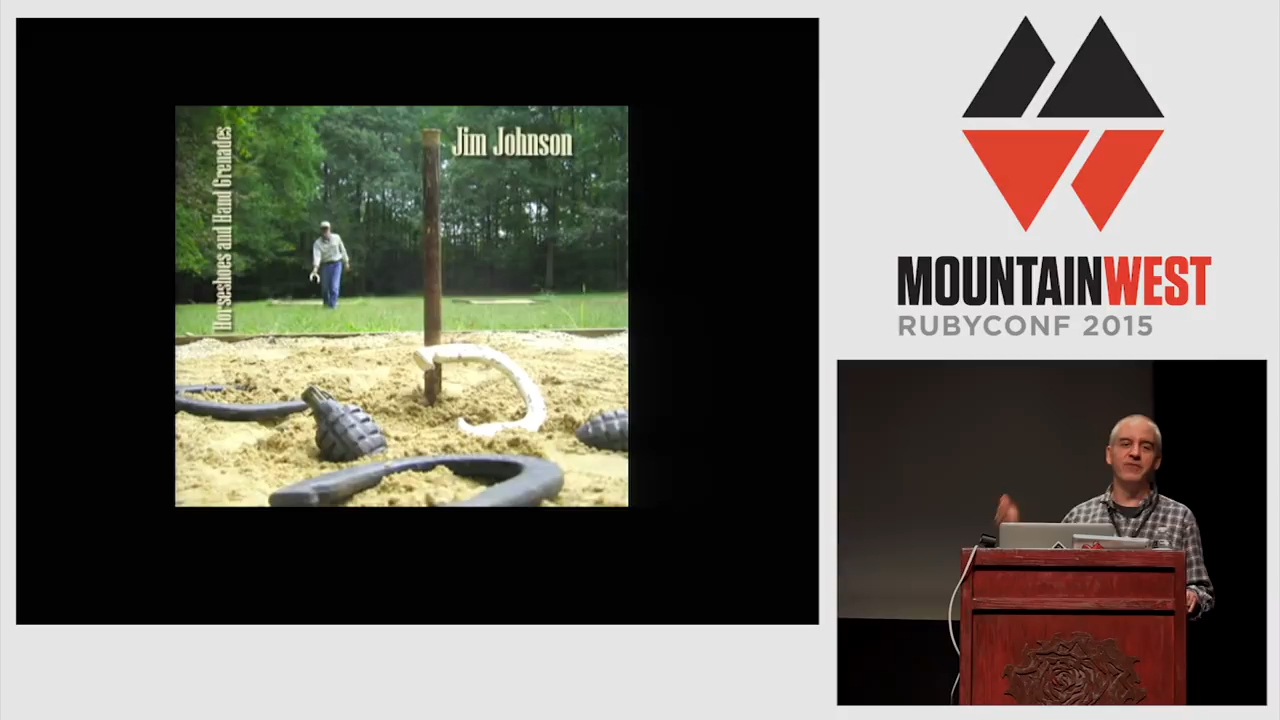 Horseshoes and Hand Grenades
Jim Johnson
MOUNTAINWEST
RUBYCONF 2015